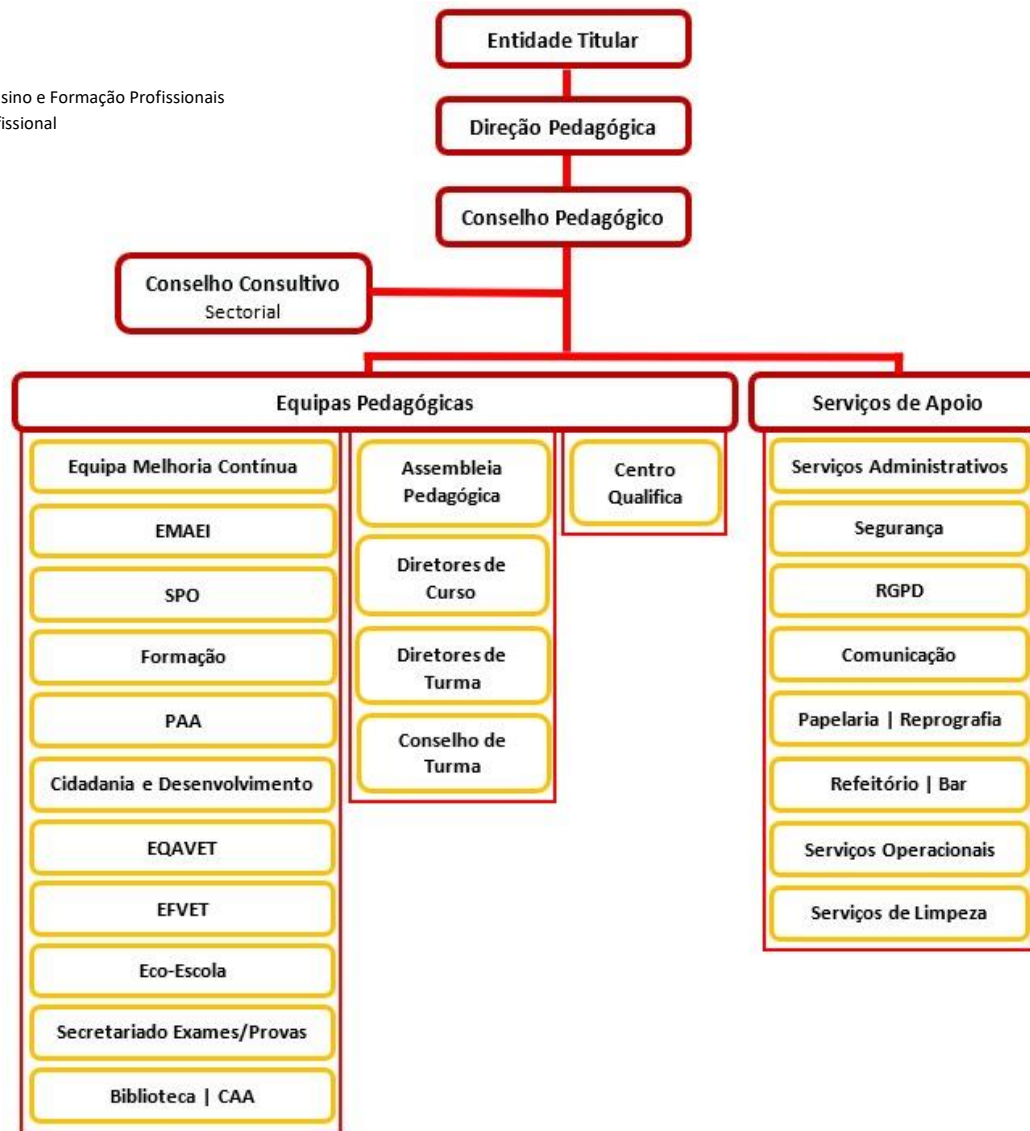 Entidade Titular
sino e Formação Profissionais
fissional
Direção Pedagógica
Conselho Pedagógico
Conselho Consultivo
Sectorial
Equipas Pedagógicas
Serviços de Apoio
Equipa Melhoria Contínua
EMAEI
SPO
Formação
PAA
Cidadania e Desenvolvimento
EQAVET
EFVET
Eco-Escola
Secretariado Exames/Provas
Biblioteca | CAA
Assembleia
Pedagógica
Diretores de
Curso
Diretores de
Turma
Conselho de
Turma
Centro
Qualifica
Serviços Administrativos
Segurança
RGPD
Comunicação
Papelaria | Reprografia
Refeitório | Bar
Serviços Operacionais
Serviços de Limpeza